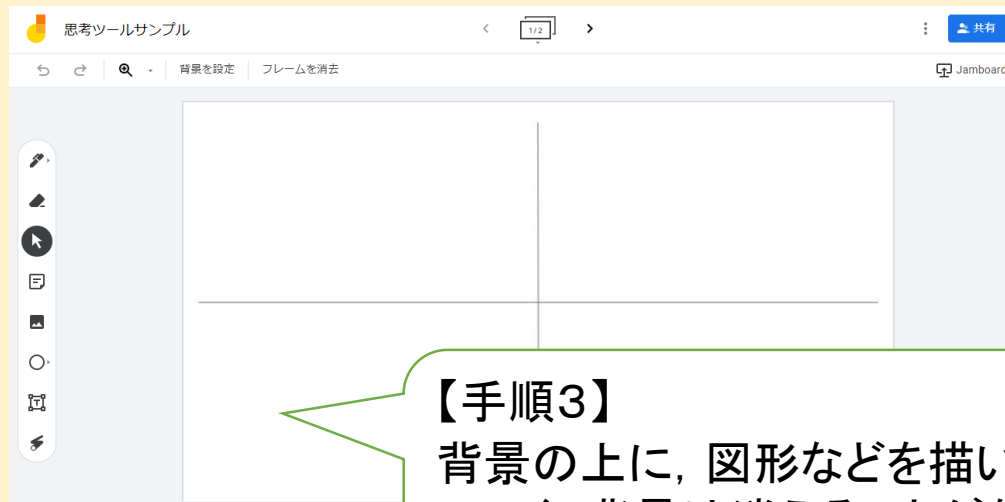 思考ツールサンプル
1/2
共有
背景を設定 フレームを消去
Jamboard
【手順3】
背景の上に，図形などを描い